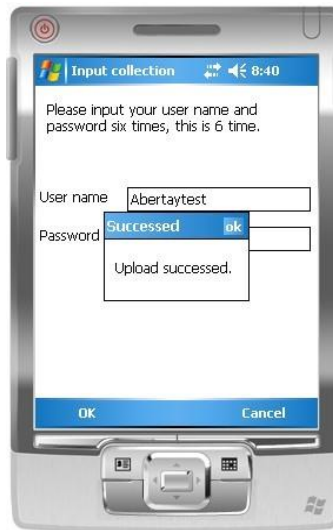 Input collection 8:40
Please input your user name and
password six times, this is 6 time.
User name Abertaytest
Password
Successed ok
Upload successed.
OK Cancel